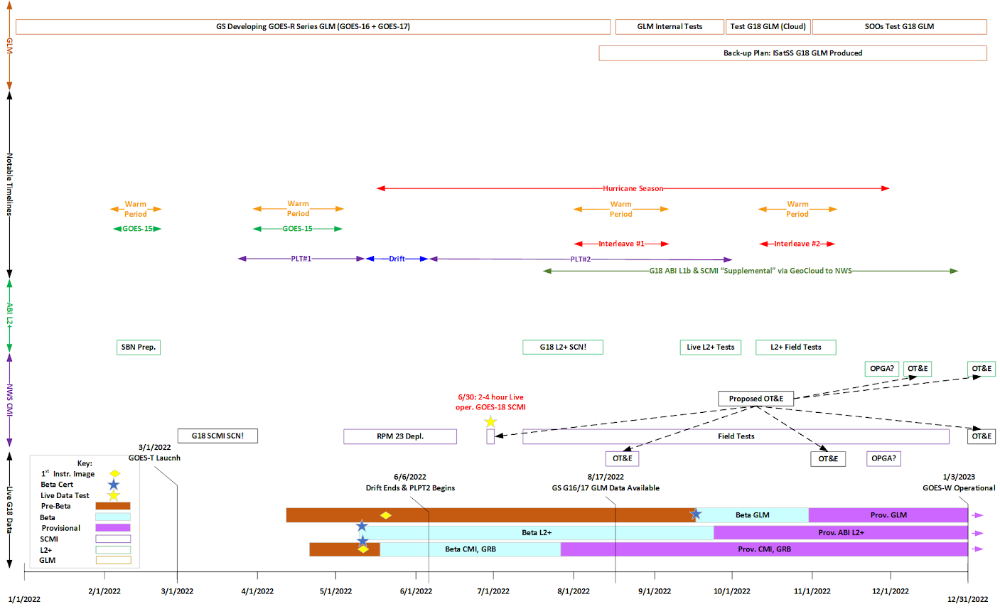 GLM
GS Developing GOES-R Series GLM (GOES-16 + GOES-17)
GLM Internal Tests
Test G18 GLM (Cloud)
SOOs Test G18 GLM
Back-up Plan: ISatSS G18 GLM Produced
Notable Timelines
Hurricane Season
Warm
Period
Warm
Period
Warm
Period
Warm
Period
GOES-15
GOES-15
Interleave #1
Interleave #2
PLT#1
Drift
PLT#2
G18 ABI L1b & SCMI “Supplemental” via GeoCloud to NWS
ABI L2+
SBN Prep.
G18 L2+ SCN!
Live L2+ Tests
L2+ Field Tests
NWS CMI
OPGA?
OT&E
OT&E
6/30: 2-4 hour Live
oper. GOES-18 SCMI
Proposed OT&E
G18 SCMI SCN!
RPM 23 Depl.
Field Tests
OT&E
3/1/2022
GOES-T Laucnh
OT&E
OT&E
OPGA?
Live G18 Data
Key:
1st Instr. Image
Beta Cert
Live Data Test
Pre-Beta
Beta
Provisional
SCMI
L2+
GLM
6/6/2022
Drift Ends & PLPT2 Begins
8/17/2022
GS G16/17 GLM Data Available
1/3/2023
GOES-W Operational
Beta GLM
Prov. GLM
Beta L2+
Prov. ABI L2+
Beta CMI, GRB
Prov. CMI, GRB
1/1/2022
2/1/2022
3/1/2022
4/1/2022
5/1/2022
6/1/2022
7/1/2022
8/1/2022
9/1/2022
10/1/2022
11/1/2022
12/1/2022
12/31/2022